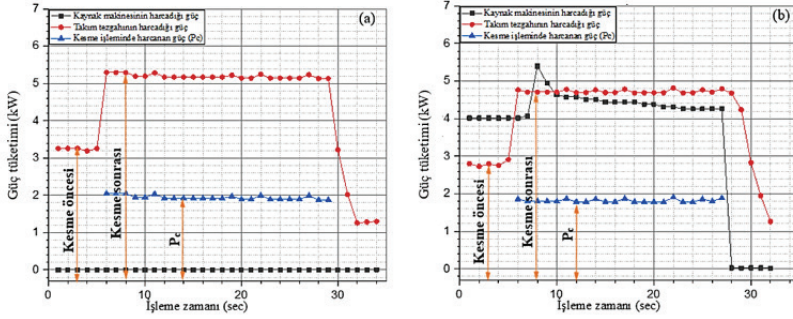 (a)
Kaynak makinesinin harcadığı güç
Takım tezgahının harcadığı güç
Kesme işleminde harcanan güç (Pc)
Güç tüketimi (kW)
7
6
5
4
3
2
1
0
Kesme öncesi
Kesme sonrası
Pc
0
10
20
30
İşleme zamanı (sec)
(b)
Kaynak makinesinin harcadığı güç
Takım tezgahının harcadığı güç
Kesme işleminde harcanan güç (Pc)
Güç tüketimi (kW)
7
6
5
4
3
2
1
0
Kesme öncesi
Kesme sonrası
Pc
0
10
20
30
İşleme zamanı (sec)